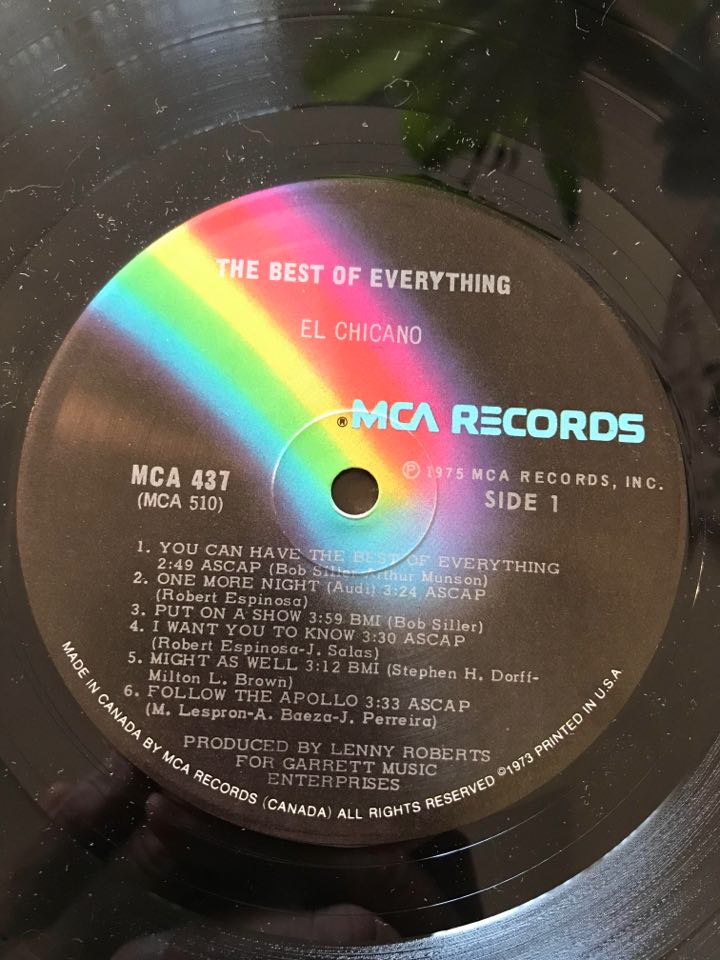 THE BEST OF EVERYTHING
EL CHICANO
® MCA RECORDS
MCA 437
(MCA 510)
℗ 1975 MCA RECORDS, INC.
SIDE 1
1. YOU CAN HAVE THE BEST OF EVERYTHING
2:49 ASCAP (Bob Siller-Arthur Munson)
2. ONE MORE NIGHT (Audi) 3:24 ASCAP
(Robert Espinosa)
3. PUT ON A SHOW 3:59 BMI (Bob Siller)
4. I WANT YOU TO KNOW 3:30 ASCAP
(Robert Espinosa-J. Salas)
5. MIGHT AS WELL 3:12 BMI (Stephen H. Dorff-
Milton L. Brown)
6. FOLLOW THE APOLLO 3:33 ASCAP
(M. Lespron-A. Baeza-J. Perreira)
PRODUCED BY LENNY ROBERTS
FOR GARRETT MUSIC
ENTERPRISES
MADE IN CANADA BY MCA RECORDS (CANADA) ALL RIGHTS RESERVED ©1973 PRINTED IN U.S.A